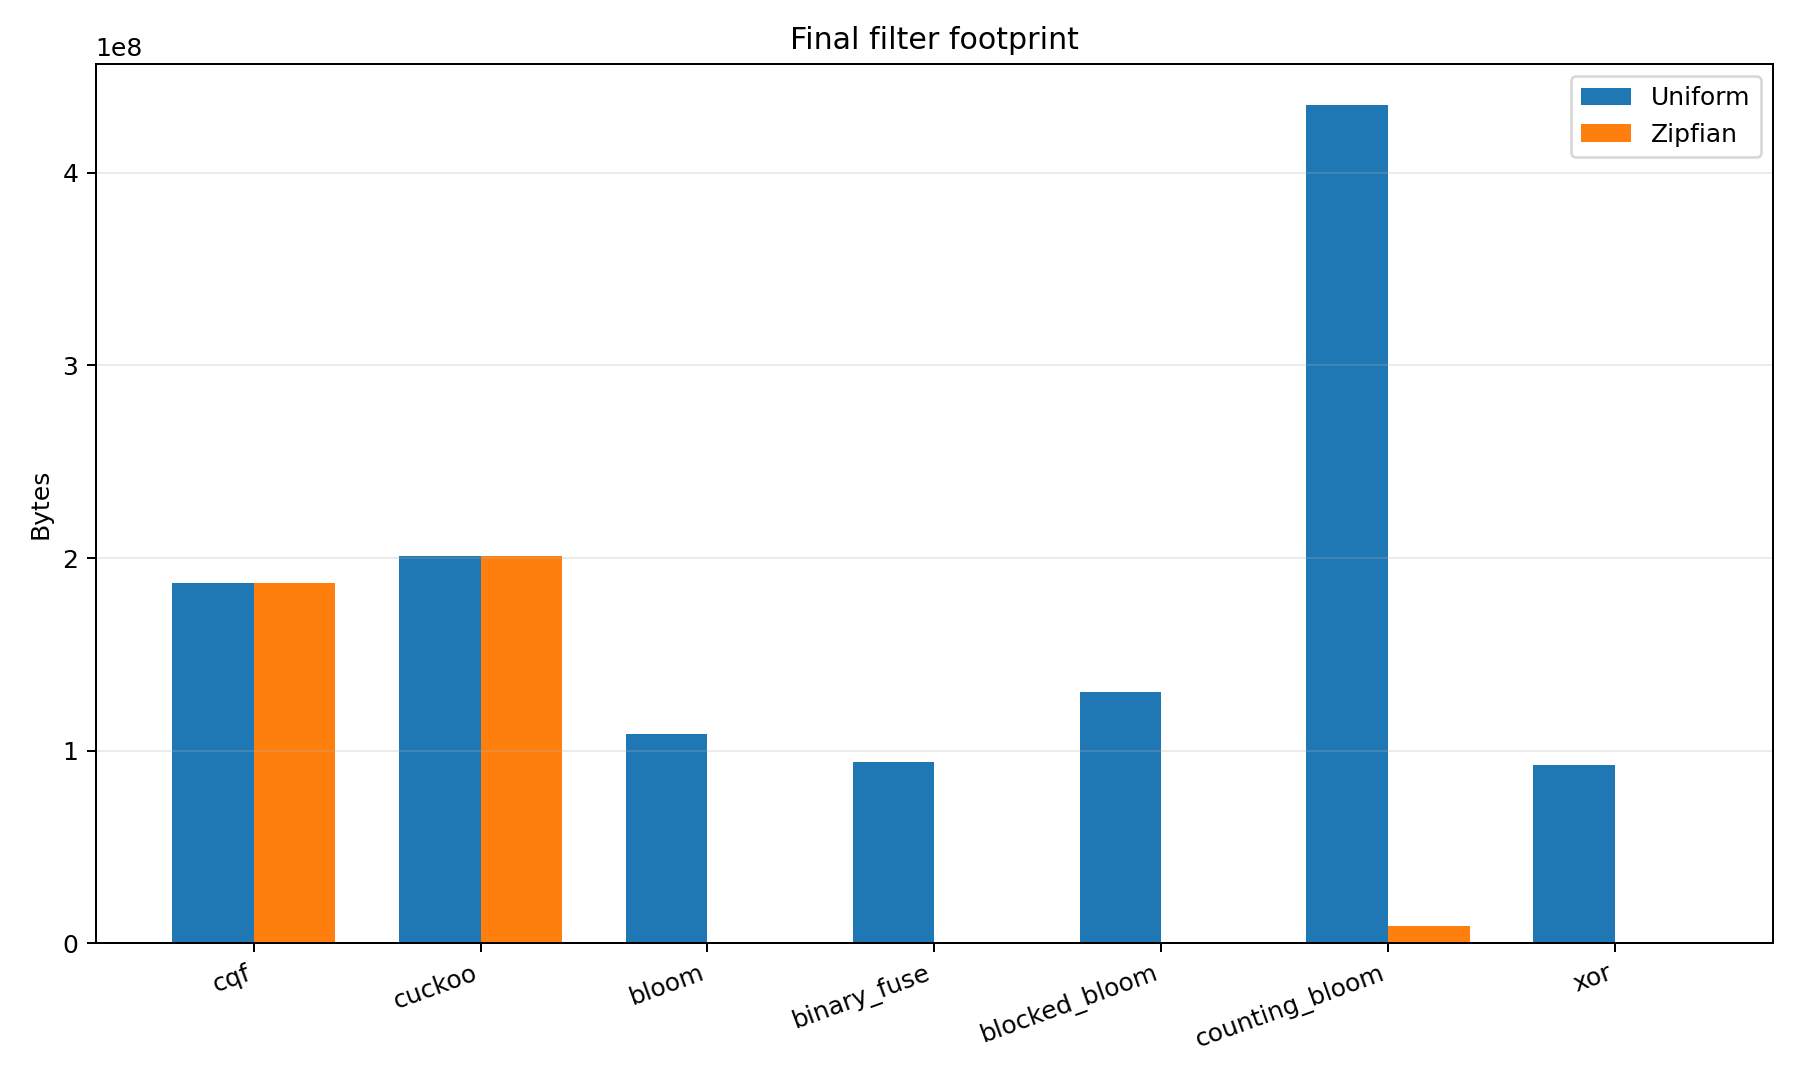 Final filter footprint
1e8
Uniform
Zipfian
4
3
2
1
0
Bytes
cqf
cuckoo
bloom
binary_fuse
blocked_bloom
counting_bloom
xor